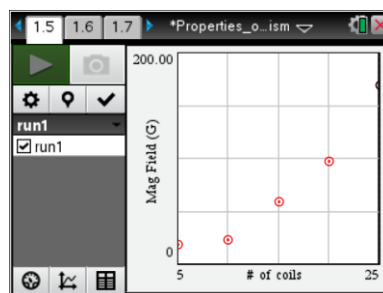 1.5 1.6 1.7 *Properties_o...ism
run1
run1
200.00
Mag Field (G)
0
5 # of coils 25